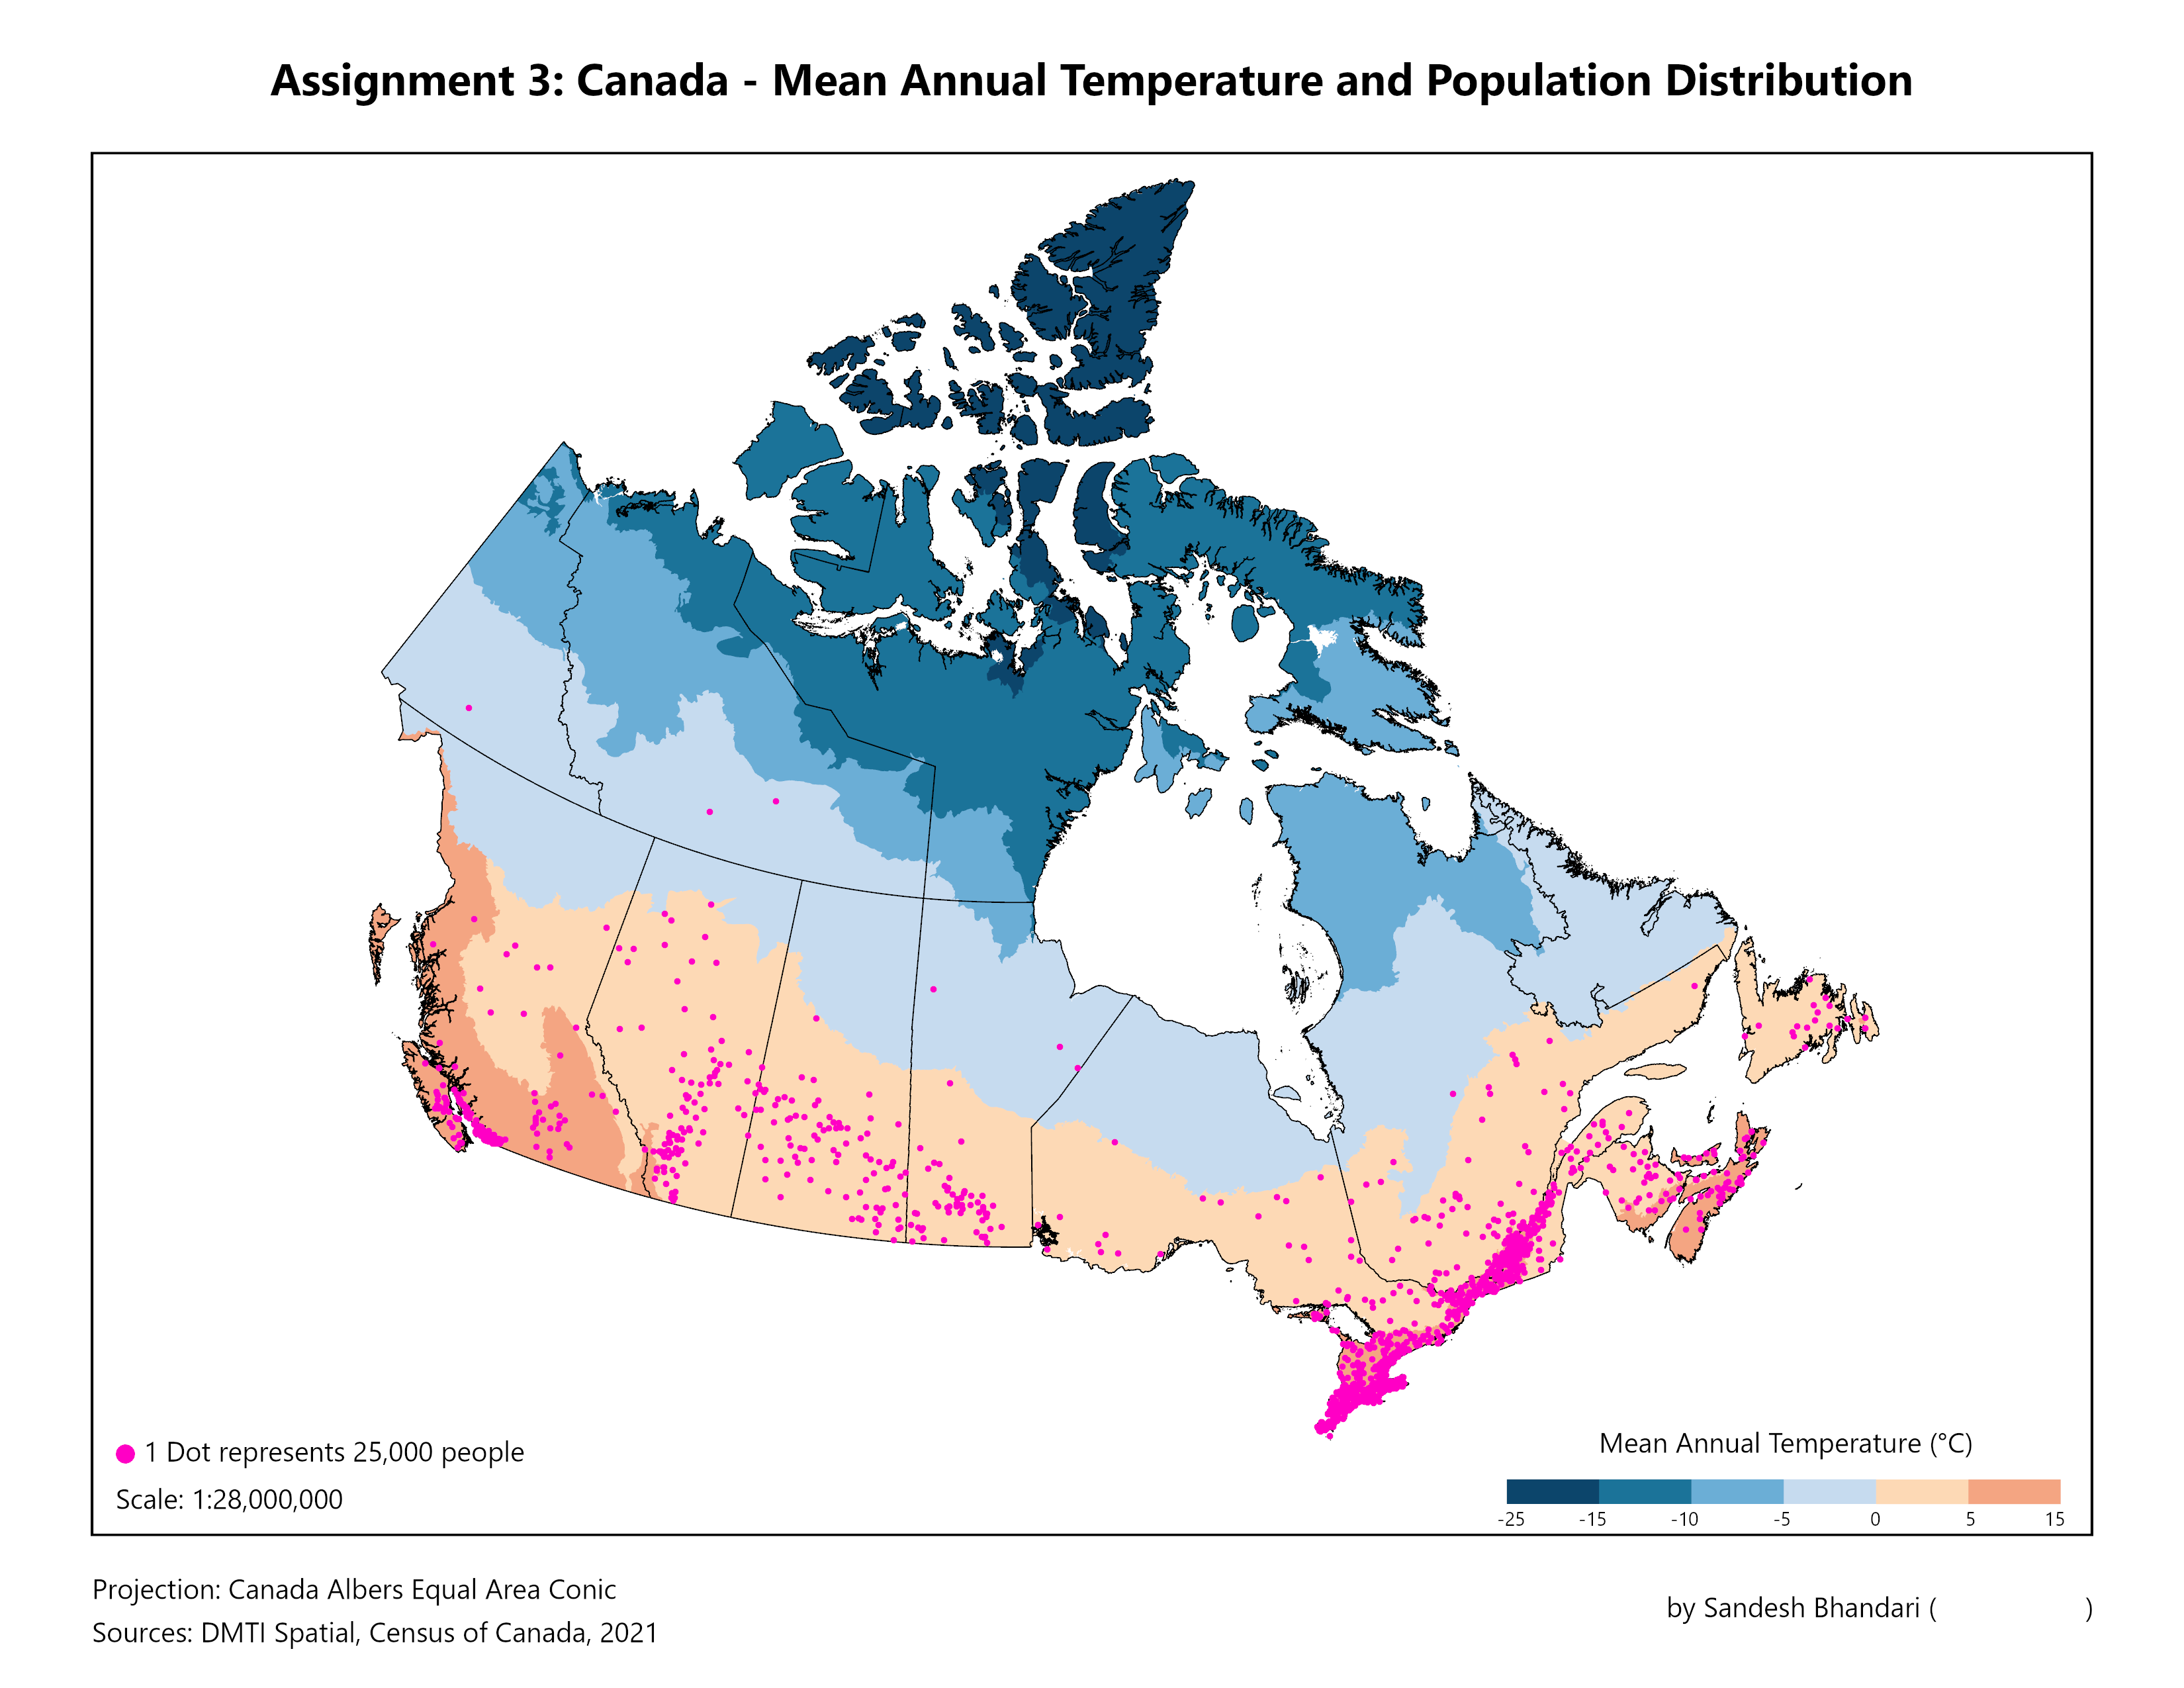 Assignment 3: Canada - Mean Annual Temperature and Population Distribution
1 Dot represents 25,000 people
Scale: 1:28,000,000
Mean Annual Temperature (°C)
-25 -15 -10 -5 0 5 15
Projection: Canada Albers Equal Area Conic
Sources: DMTI Spatial, Census of Canada, 2021
by Sandesh Bhandari ( )